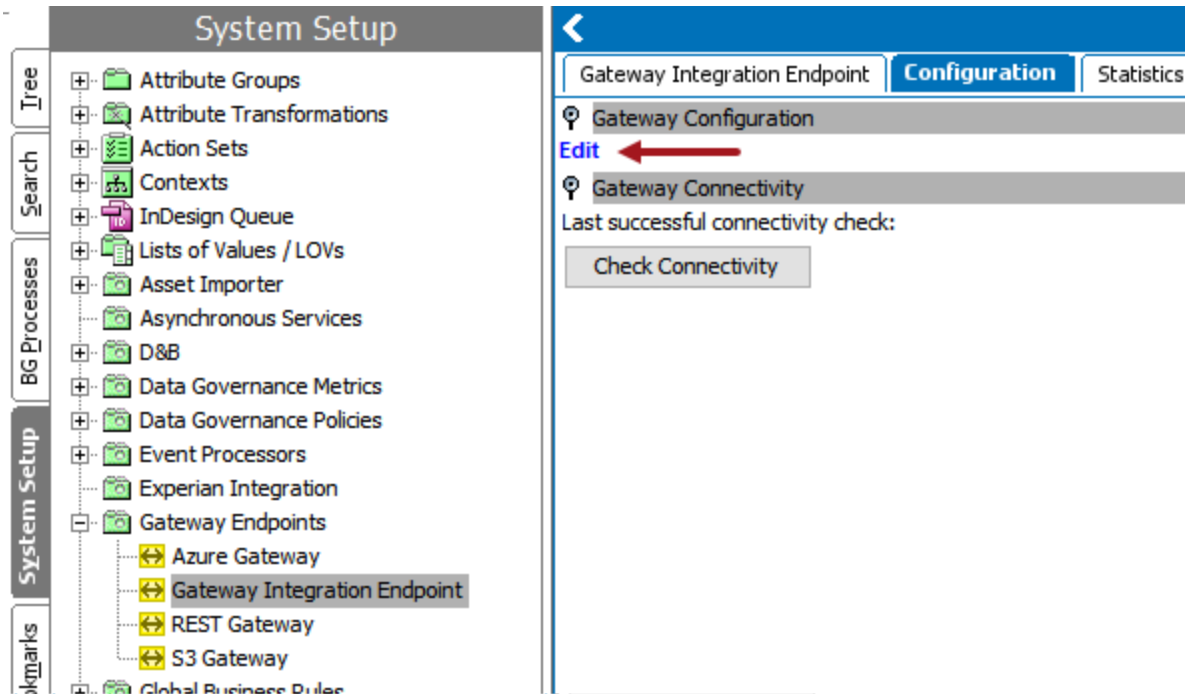 System Setup
Tree
Search
BG Processes
System Setup
Attribute Groups
Attribute Transformations
Action Sets
Contexts
InDesign Queue
Lists of Values / LOVs
Asset Importer
Asynchronous Services
D&B
Data Governance Metrics
Data Governance Policies
Event Processors
Experian Integration
Gateway Endpoints
Azure Gateway
Gateway Integration Endpoint
REST Gateway
S3 Gateway
Global Business Rules
Gateway Integration Endpoint
Configuration
Statistics
Gateway Configuration
Edit
Gateway Connectivity
Last successful connectivity check:
Check Connectivity